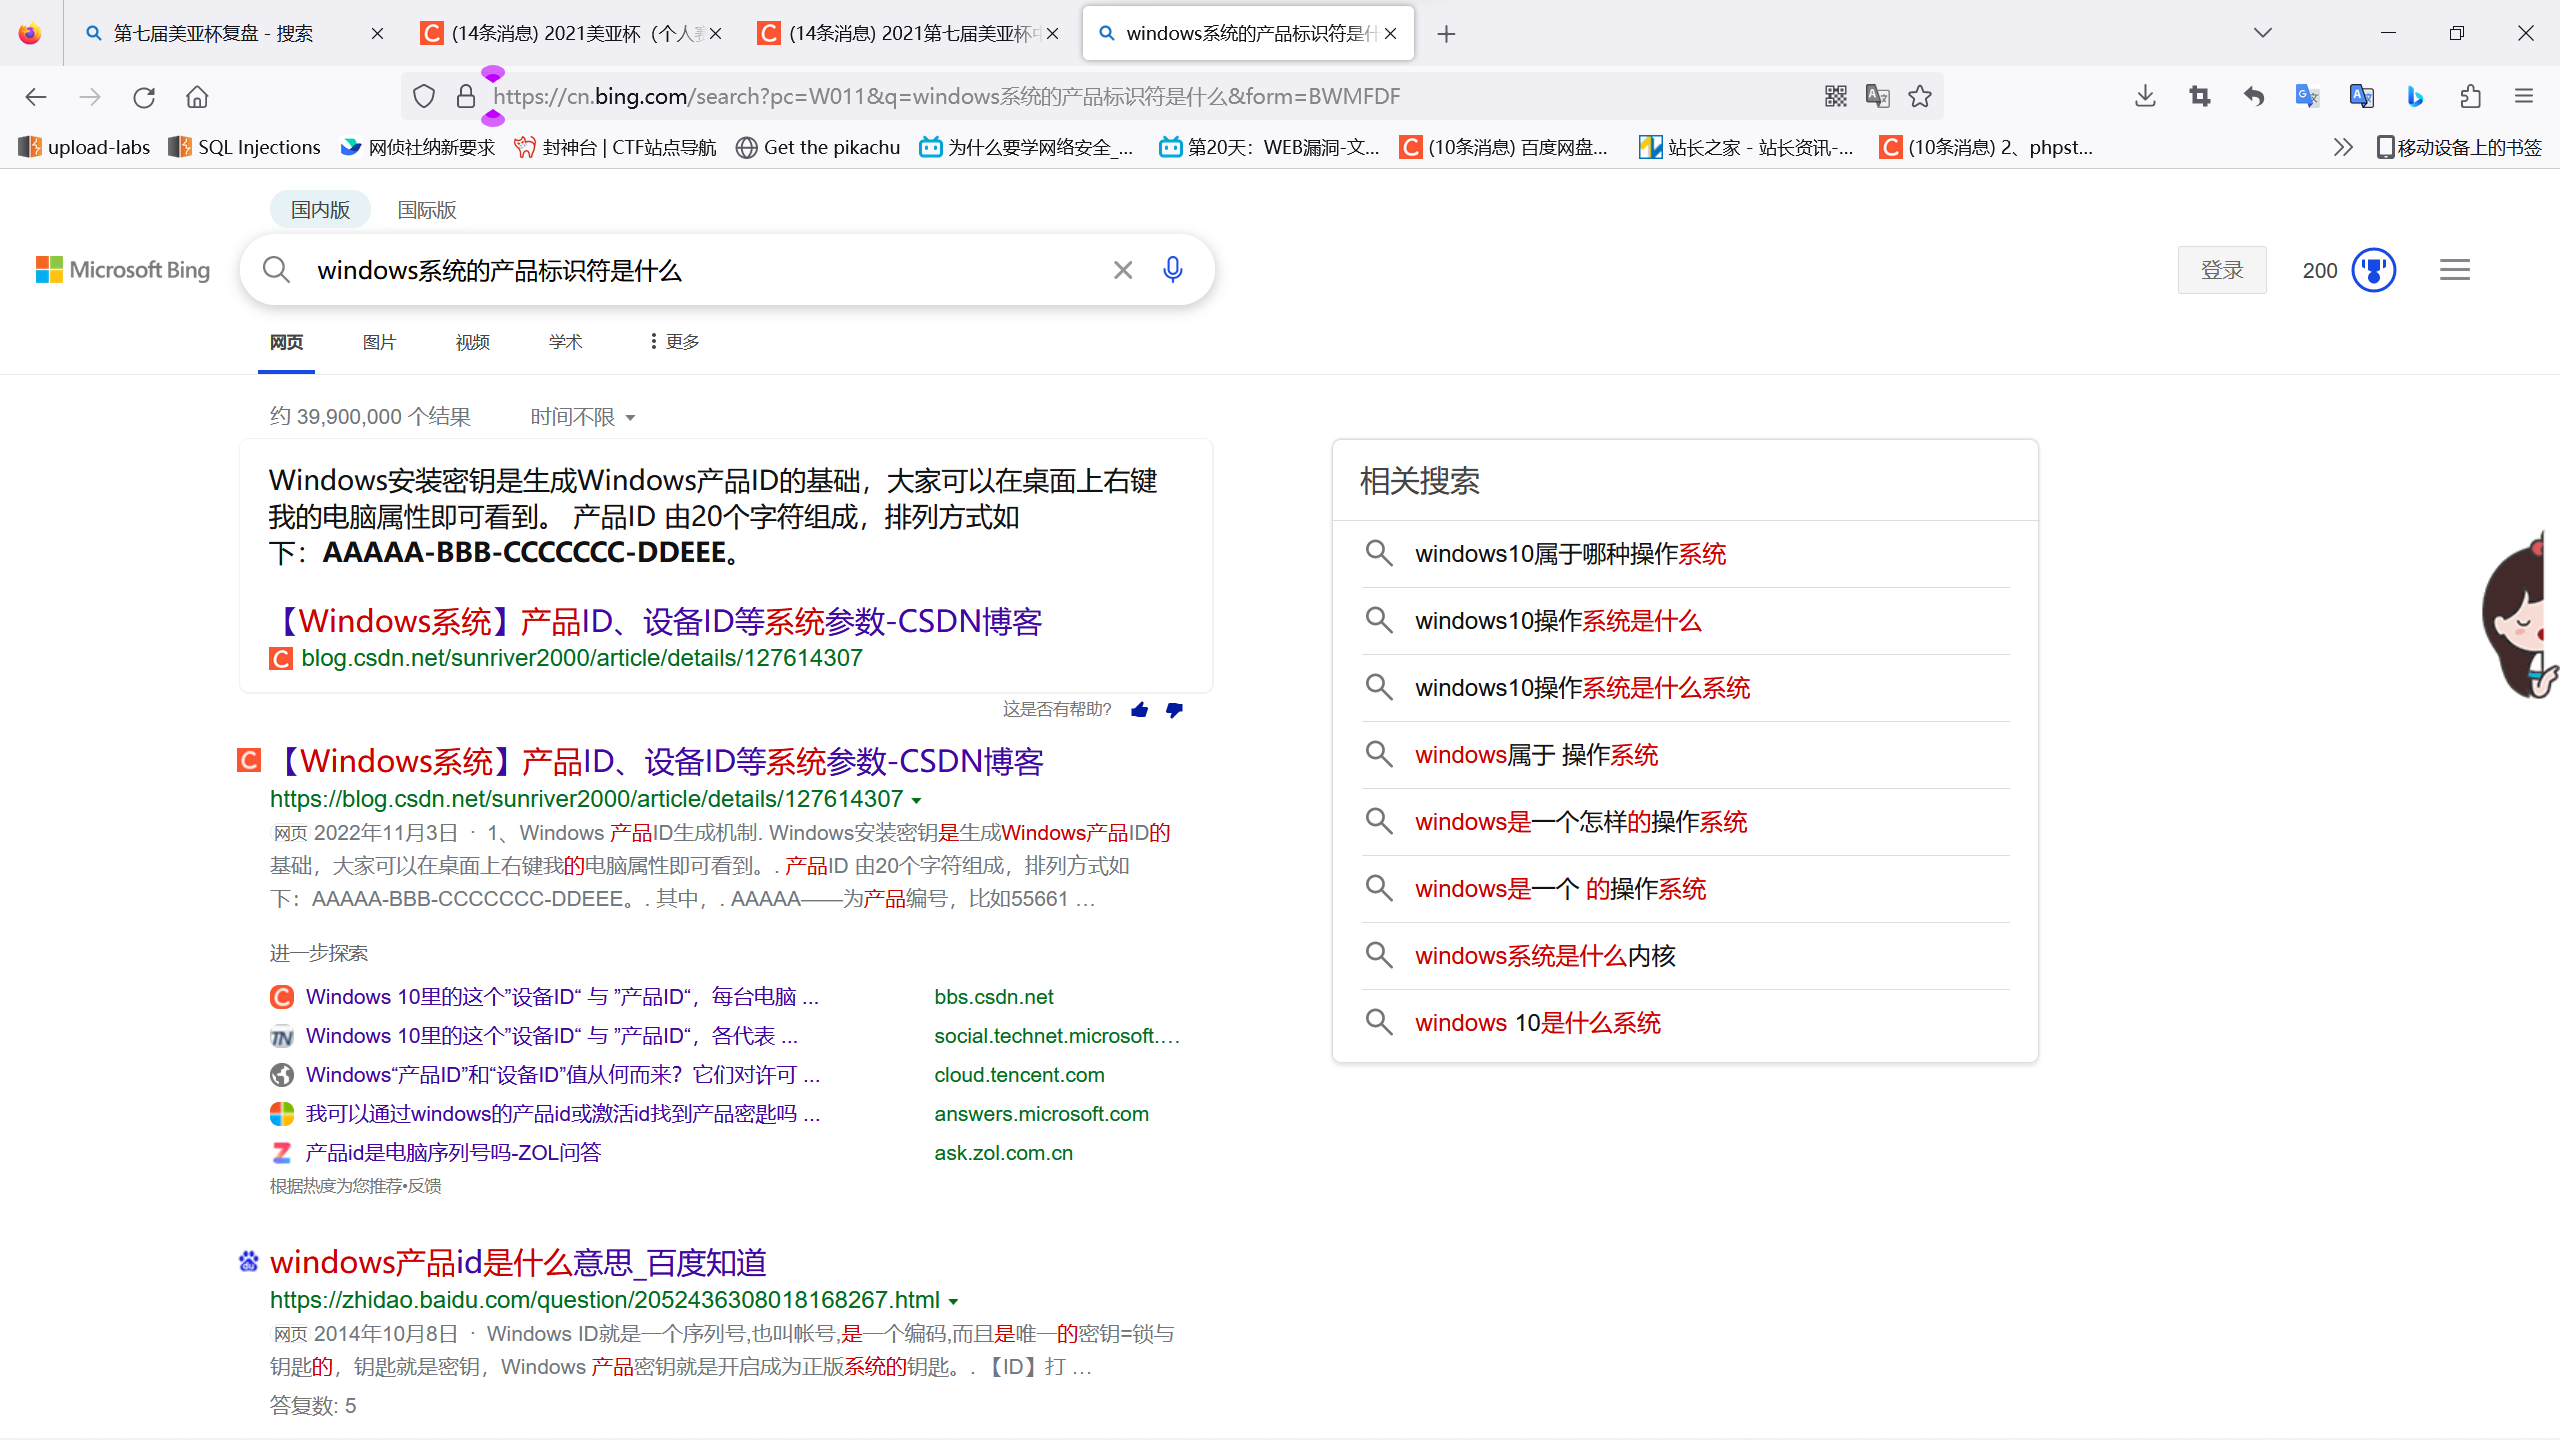 第七届美亚杯复盘 - 搜索
(14条消息) 2021美亚杯（个人赛
(14条消息) 2021第七届美亚杯中
windows系统的产品标识符是什
https://cn.bing.com/search?pc=W011&q=windows系统的产品标识符是什么&form=BWMFDF
upload-labs
SQL Injections
网侦社纳新要求
封神台 | CTF站点导航
Get the pikachu
为什么要学网络安全_...
第20天：WEB漏洞-文...
(10条消息) 百度网盘...
站长之家 - 站长资讯-...
(10条消息) 2、phpst...
移动设备上的书签
国内版
国际版
Microsoft Bing
windows系统的产品标识符是什么
登录
200
网页
图片
视频
学术
更多
约 39,900,000 个结果
时间不限
Windows安装密钥是生成Windows产品ID的基础，大家可以在桌面上右键
我的电脑属性即可看到。 产品ID 由20个字符组成，排列方式如
下：AAAAA-BBB-CCCCCCC-DDEEE。
【Windows系统】产品ID、设备ID等系统参数-CSDN博客
blog.csdn.net/sunriver2000/article/details/127614307
这是否有帮助?
【Windows系统】产品ID、设备ID等系统参数-CSDN博客
https://blog.csdn.net/sunriver2000/article/details/127614307
网页 2022年11月3日 · 1、Windows 产品ID生成机制. Windows安装密钥是生成Windows产品ID的
基础，大家可以在桌面上右键我的电脑属性即可看到。. 产品ID 由20个字符组成，排列方式如
下：AAAAA-BBB-CCCCCCC-DDEEE。. 其中，. AAAAA——为产品编号，比如55661 …
进一步探索
Windows 10里的这个”设备ID“ 与 ”产品ID“，每台电脑 ...
bbs.csdn.net
Windows 10里的这个”设备ID“ 与 ”产品ID“，各代表 ...
social.technet.microsoft.…
Windows“产品ID”和“设备ID”值从何而来？它们对许可 ...
cloud.tencent.com
我可以通过windows的产品id或激活id找到产品密匙吗 ...
answers.microsoft.com
产品id是电脑序列号吗-ZOL问答
ask.zol.com.cn
根据热度为您推荐•反馈
windows产品id是什么意思_百度知道
https://zhidao.baidu.com/question/2052436308018168267.html
网页 2014年10月8日 · Windows ID就是一个序列号,也叫帐号,是一个编码,而且是唯一的密钥=锁与
钥匙的，钥匙就是密钥，Windows 产品密钥就是开启成为正版系统的钥匙。. 【ID】打 …
答复数: 5
相关搜索
windows10属于哪种操作系统
windows10操作系统是什么
windows10操作系统是什么系统
windows属于 操作系统
windows是一个怎样的操作系统
windows是一个 的操作系统
windows系统是什么内核
windows 10是什么系统